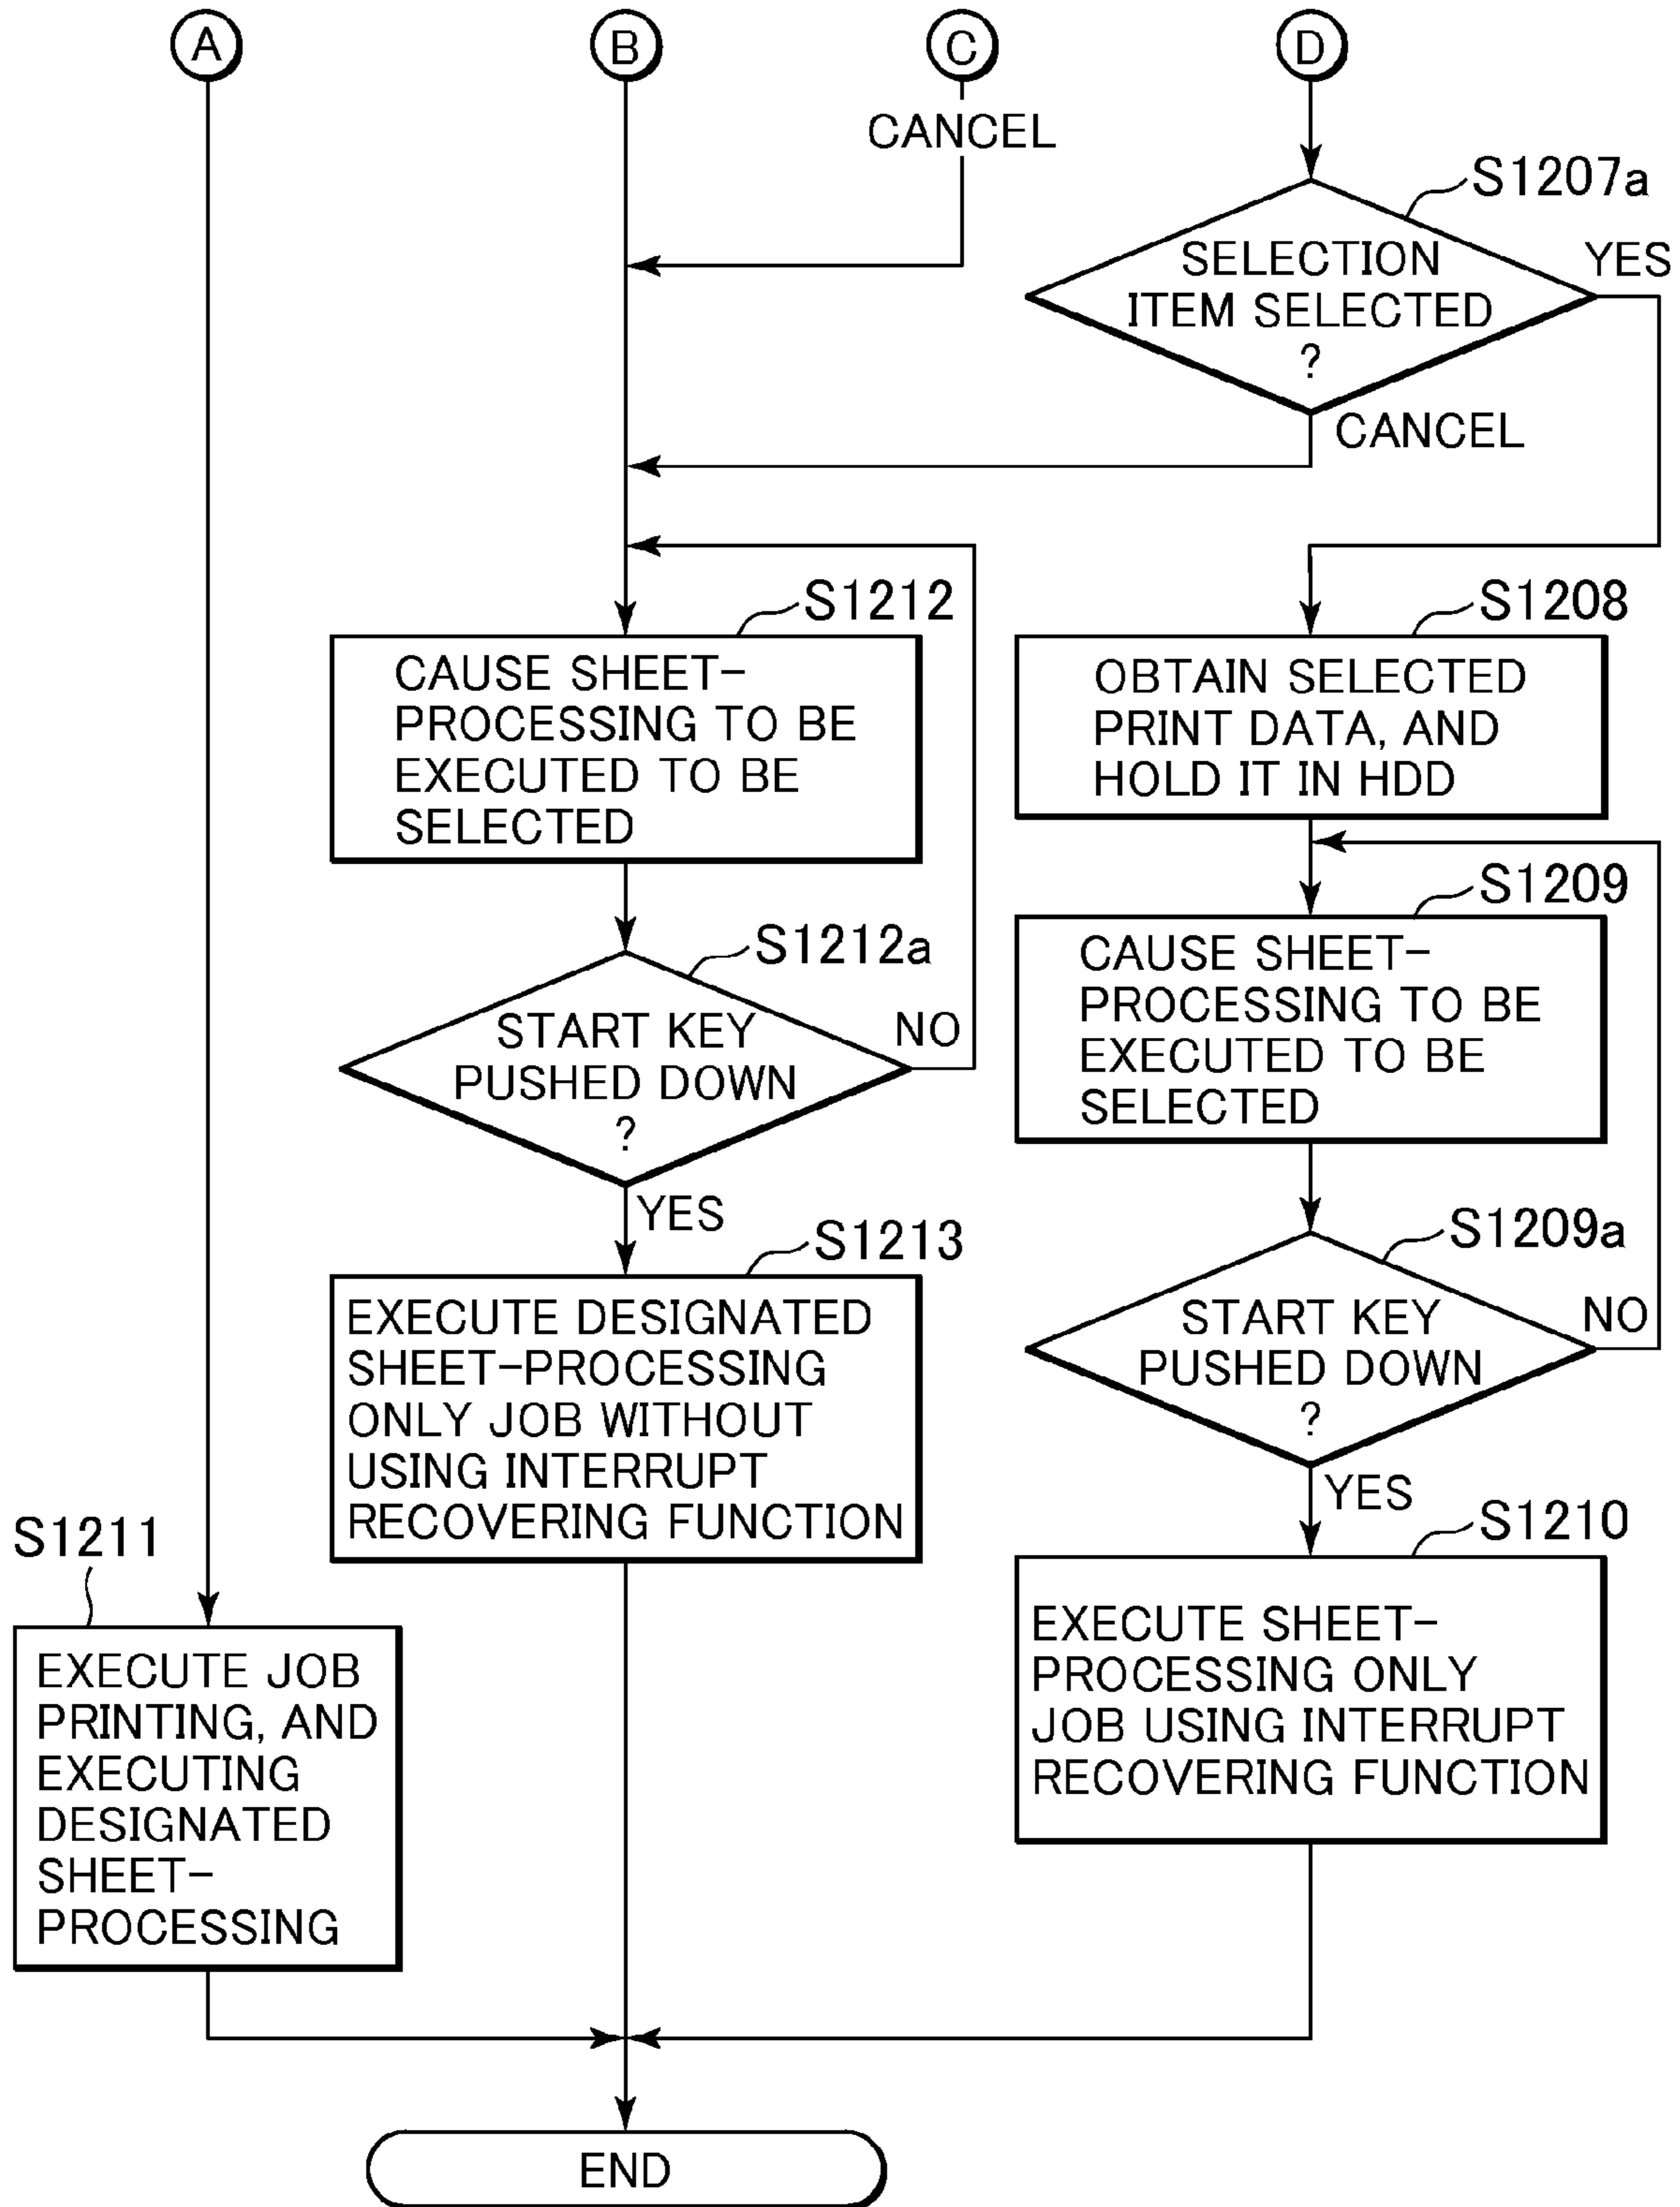 A
B
C
D
CANCEL
S1207a
SELECTION
ITEM SELECTED
?
YES
CANCEL
S1212
CAUSE SHEET-
PROCESSING TO BE
EXECUTED TO BE
SELECTED
S1208
OBTAIN SELECTED
PRINT DATA, AND
HOLD IT IN HDD
S1212a
START KEY
PUSHED DOWN
?
NO
YES
S1209
CAUSE SHEET-
PROCESSING TO BE
EXECUTED TO BE
SELECTED
S1213
EXECUTE DESIGNATED
SHEET-PROCESSING
ONLY JOB WITHOUT
USING INTERRUPT
RECOVERING FUNCTION
S1209a
START KEY
PUSHED DOWN
?
NO
YES
S1211
EXECUTE JOB
PRINTING, AND
EXECUTING
DESIGNATED
SHEET-
PROCESSING
S1210
EXECUTE SHEET-
PROCESSING ONLY
JOB USING INTERRUPT
RECOVERING FUNCTION
END